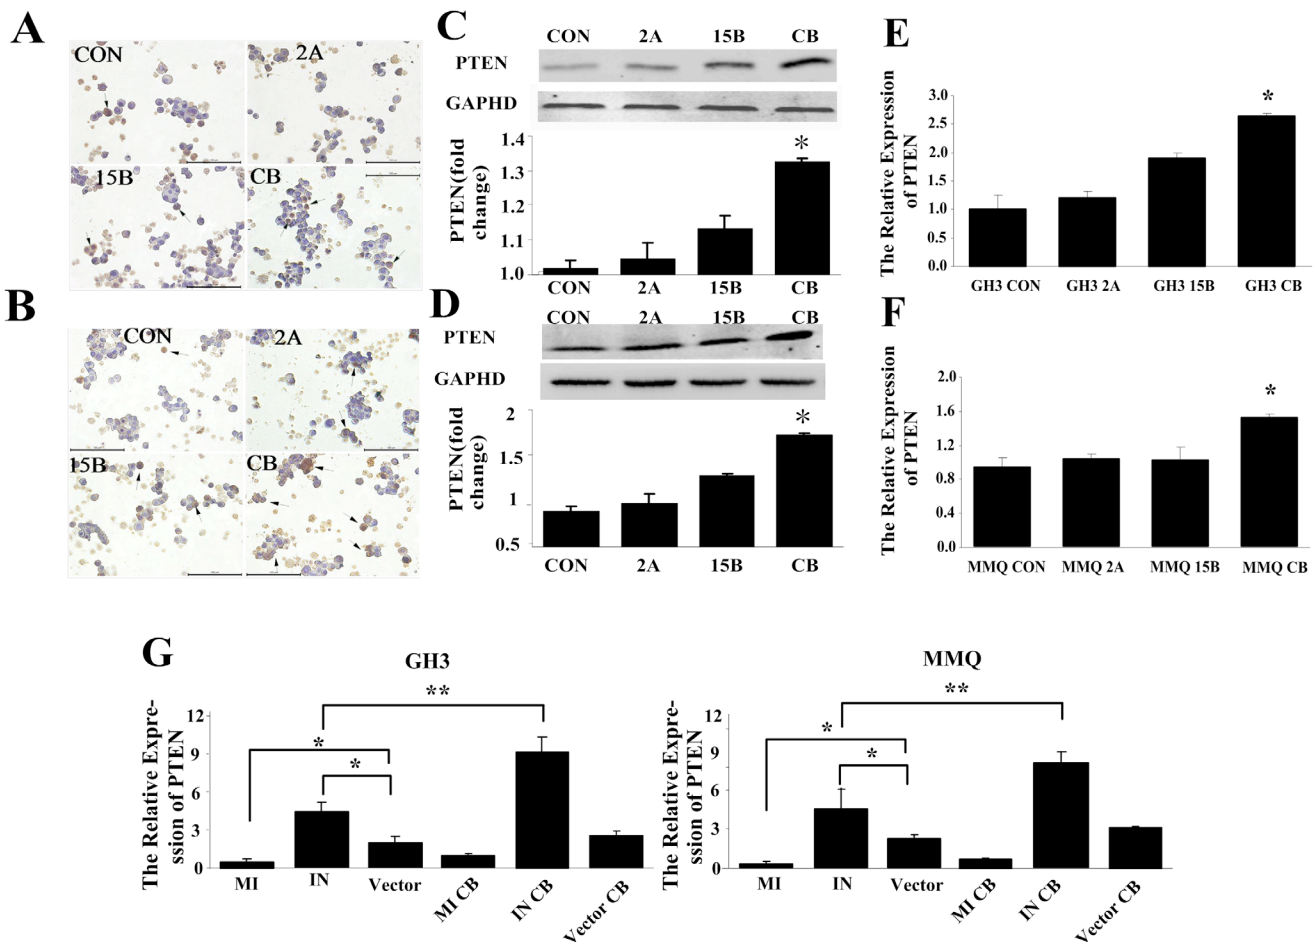 A
CON
2A
15B
CB
B
CON
2A
15B
CB
C
CON 2A 15B CB
PTEN
GAPHD
PTEN(fold
change)
1.4
1.3
1.2
1.1
1.0
CON 2A 15B CB
D
CON 2A 15B CB
PTEN
GAPHD
PTEN(fold
change)
2
1.5
1
0.5
*
*
CON 2A 15B CB
E
The Relative Expression
of PTEN
3.0
2.5
2.0
1.0
0.5
0.0
*
GH3 CON GH3 2A GH3 15B GH3 CB
F
The Relative Expression
of PTEN
2.0
1.6
1.2
0.8
0.4
0.0
*
MMQ CON MMQ 2A MMQ 15B MMQ CB
G
GH3
The Relative Expre-
ssion of PTEN
12
9
6
3
0
**
*
*
MI IN Vector MI CB IN CB Vector CB
MMQ
The Relative Expre-
ssion of PTEN
12
9
6
3
0
**
*
*
MI IN Vector MI CB IN CB Vector CB